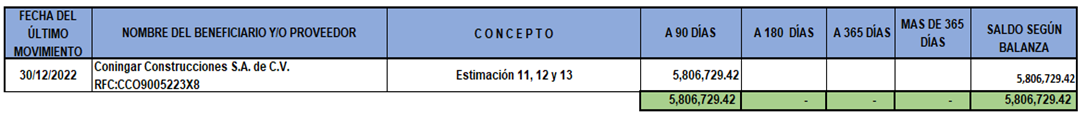 FECHA DEL ÚLTIMO MOVIMIENTO NOMBRE DEL BENEFICIARIO Y/O PROVEEDOR C O N C E P T O A 90 DÍAS A 180 DÍAS A 365 DÍAS MAS DE 365 DÍAS SALDO SEGÚN BALANZA
30/12/2022 Coningar Construcciones S.A. de C.V. RFC:CCO9005223X8 Estimación 11, 12 y 13 5,806,729.42 5,806,729.42
5,806,729.42 - - - 5,806,729.42